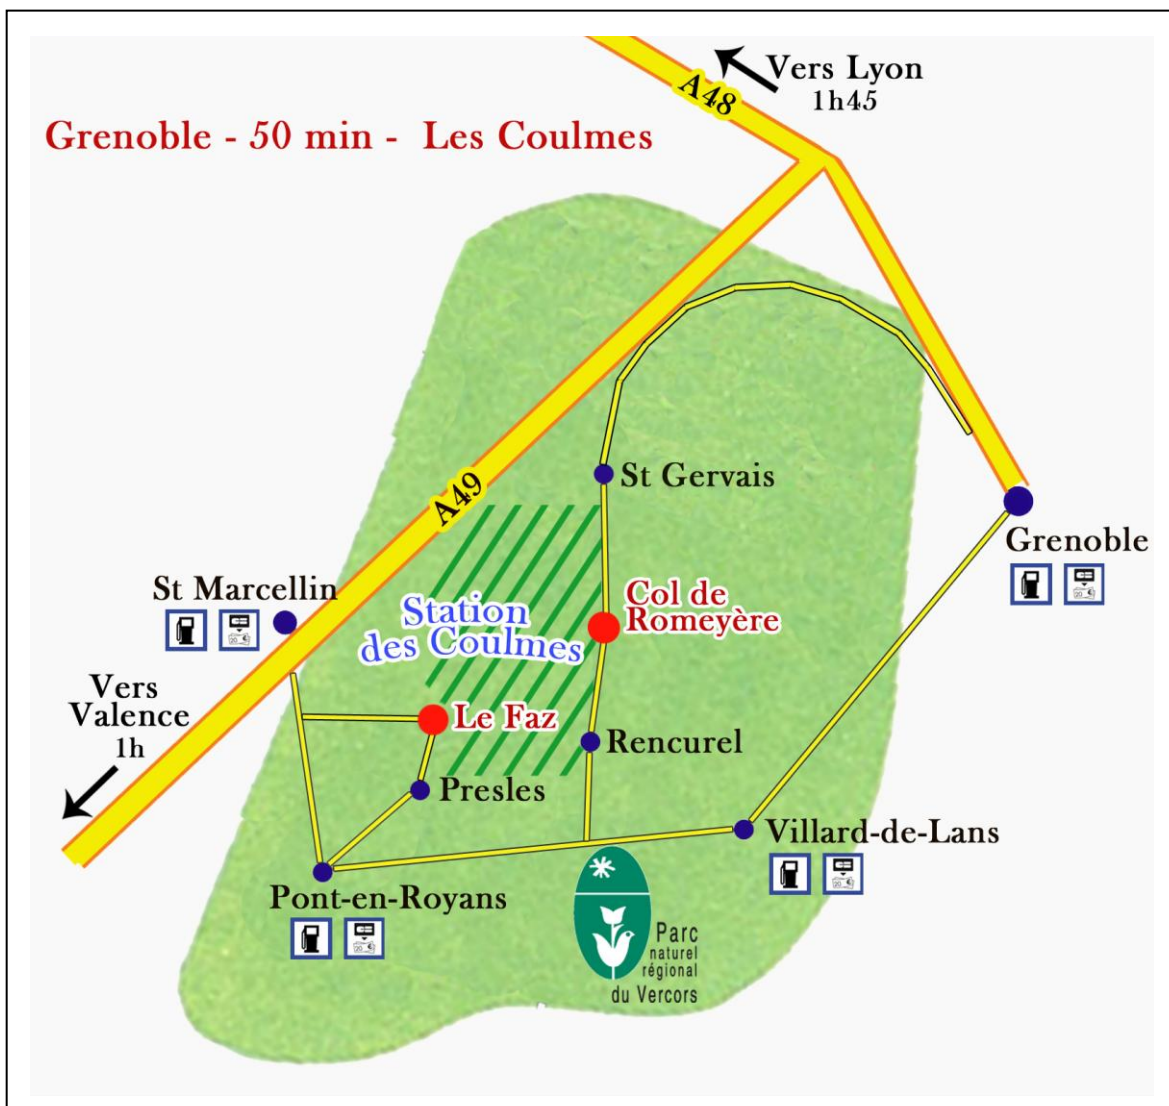 Vers Lyon
1h45
A48
Grenoble - 50 min - Les Coulmes
A49
St Gervais
Grenoble
St Marcellin
Station
des Coulmes
Col de
Romeyère
Vers
Valence
1h
Le Faz
Rencurel
Presles
Villard-de-Lans
Pont-en-Royans
Parc
naturel
régional
du Vercors